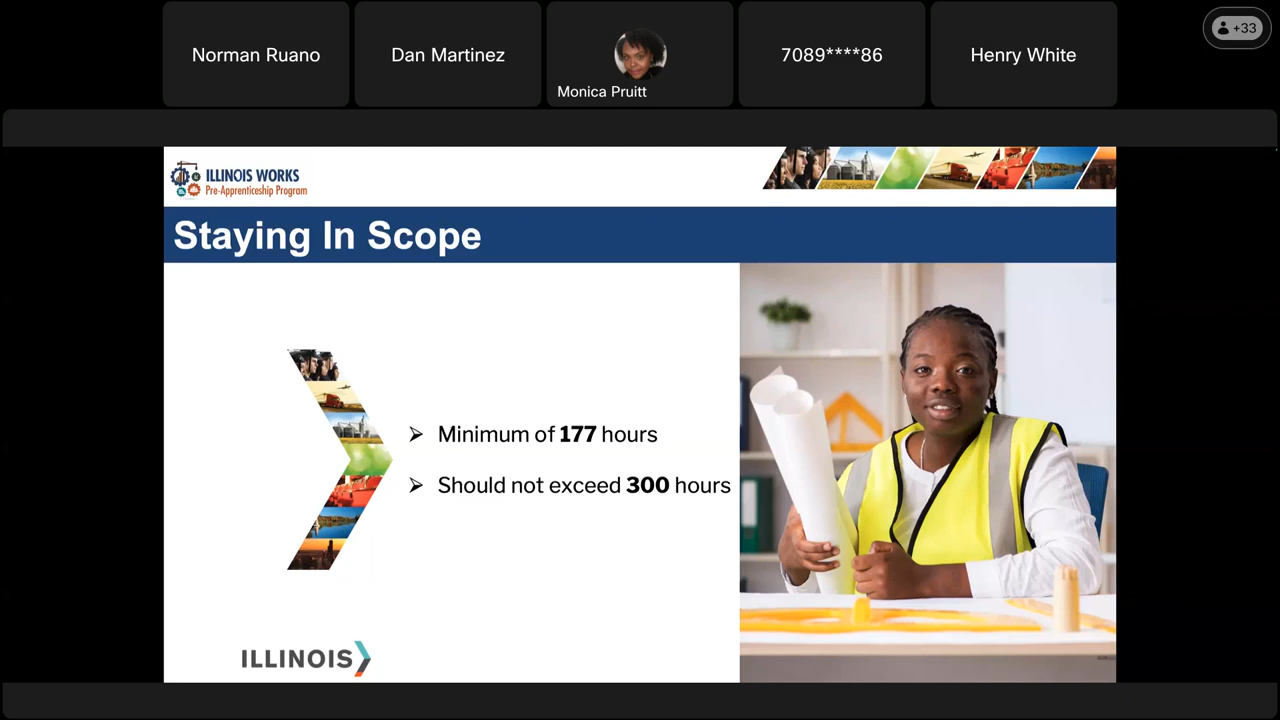 Norman Ruano
Dan Martinez
Monica Pruitt
7089****86
Henry White
+33
ILLINOIS WORKS
Pre-Apprenticeship Program
Staying In Scope
Minimum of 177 hours
Should not exceed 300 hours
ILLINOIS